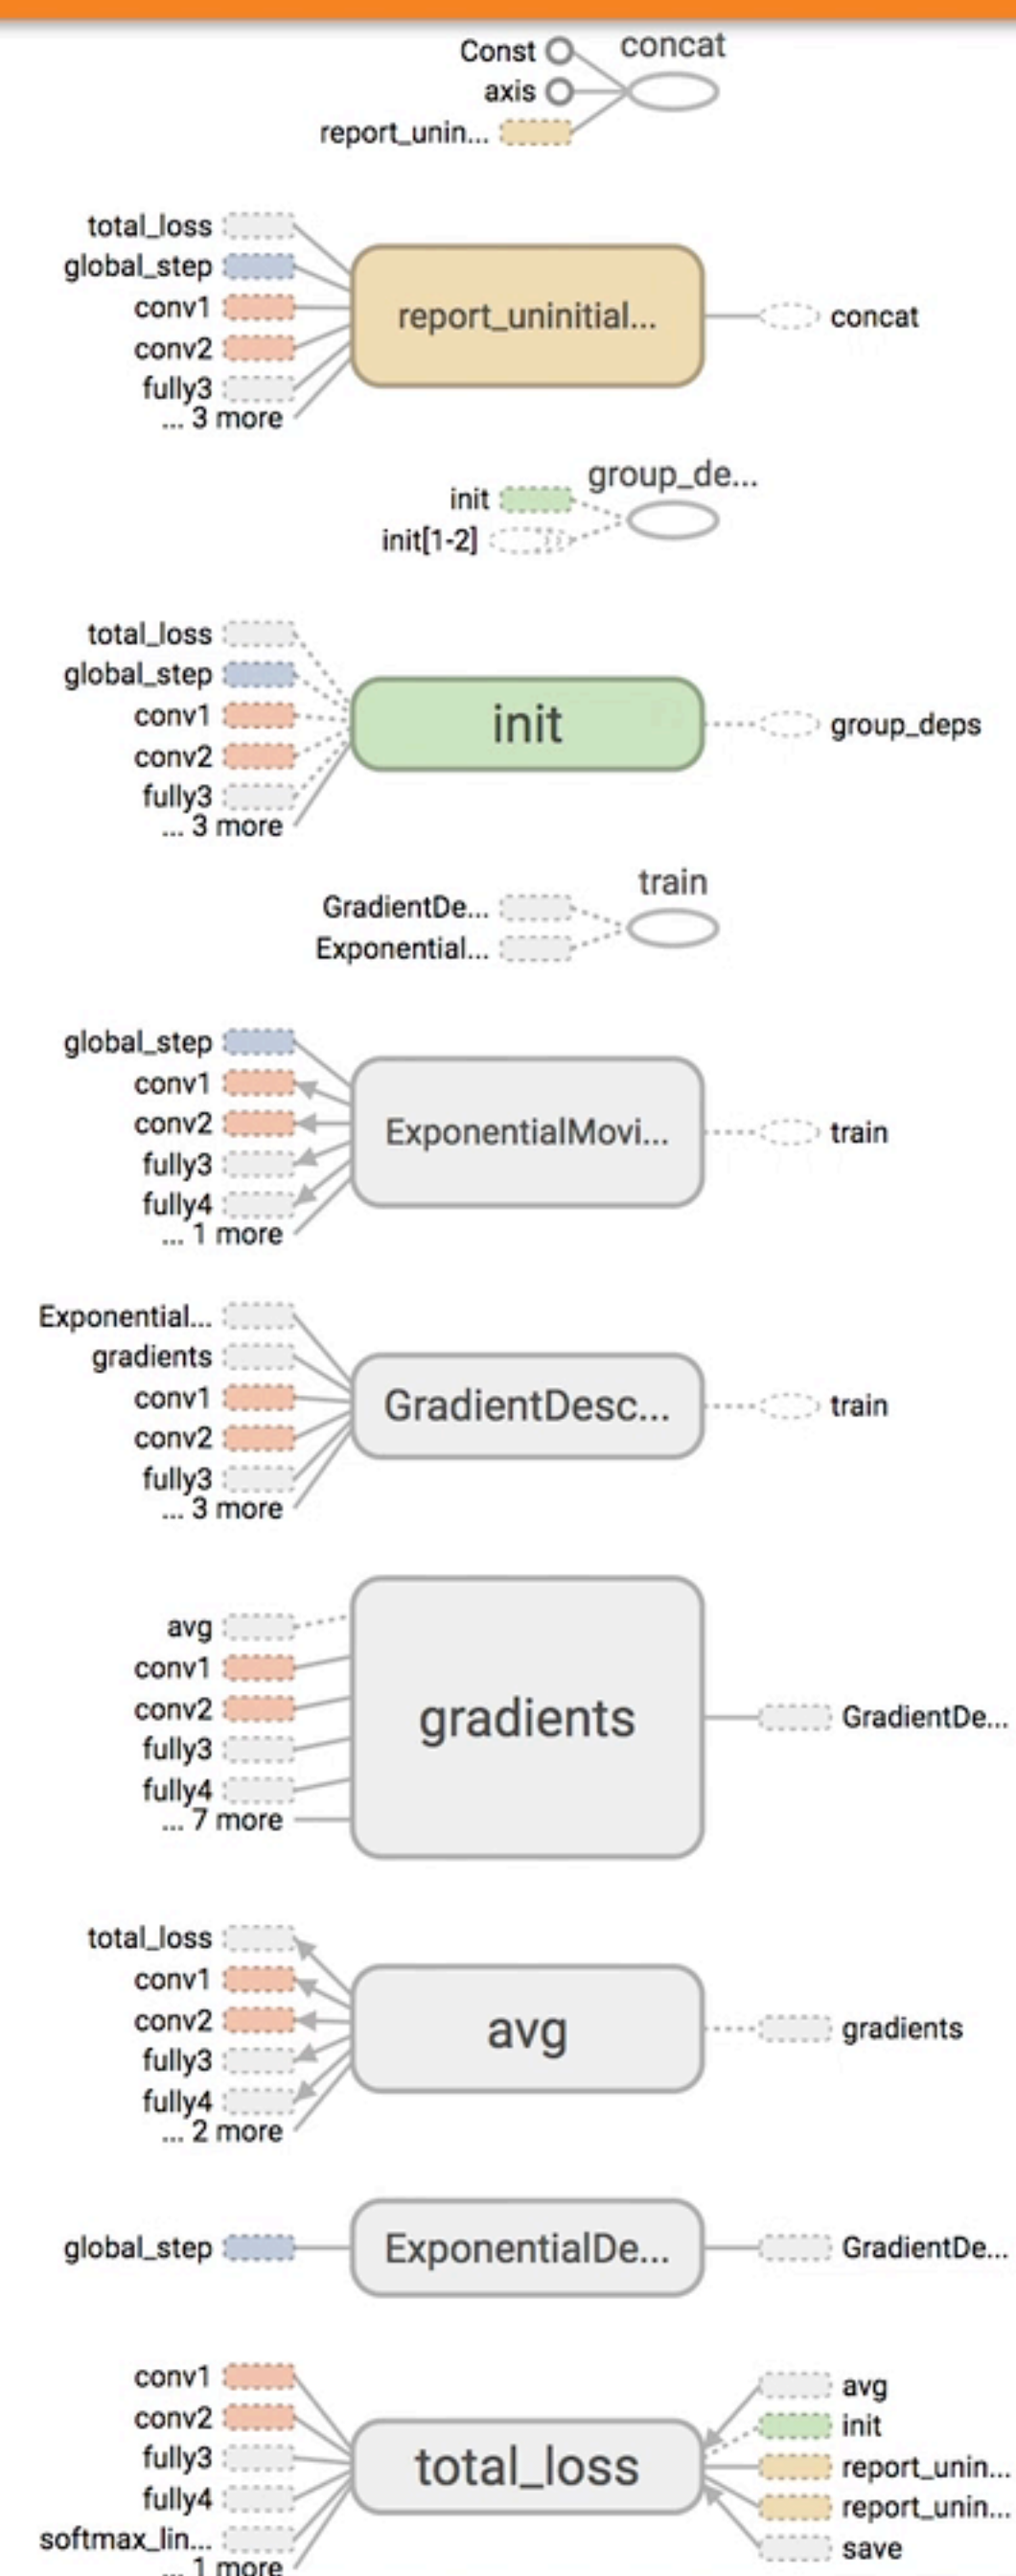 Const
concat
axis
report_unin...
total_loss
global_step
conv1
conv2
fully3
... 3 more
report_uninitial...
concat
group_de...
init
init[1-2]
total_loss
global_step
conv1
conv2
fully3
... 3 more
init
group_deps
train
GradientDe...
Exponential...
global_step
conv1
conv2
fully3
fully4
... 1 more
ExponentialMovi...
train
Exponential...
gradients
conv1
conv2
fully3
... 3 more
GradientDesc...
train
avg
conv1
conv2
fully3
fully4
... 7 more
gradients
GradientDe...
total_loss
conv1
conv2
fully3
fully4
... 2 more
avg
gradients
global_step
ExponentialDe...
GradientDe...
conv1
conv2
fully3
fully4
softmax_lin...
... 1 more
total_loss
avg
init
report_unin...
report_unin...
save